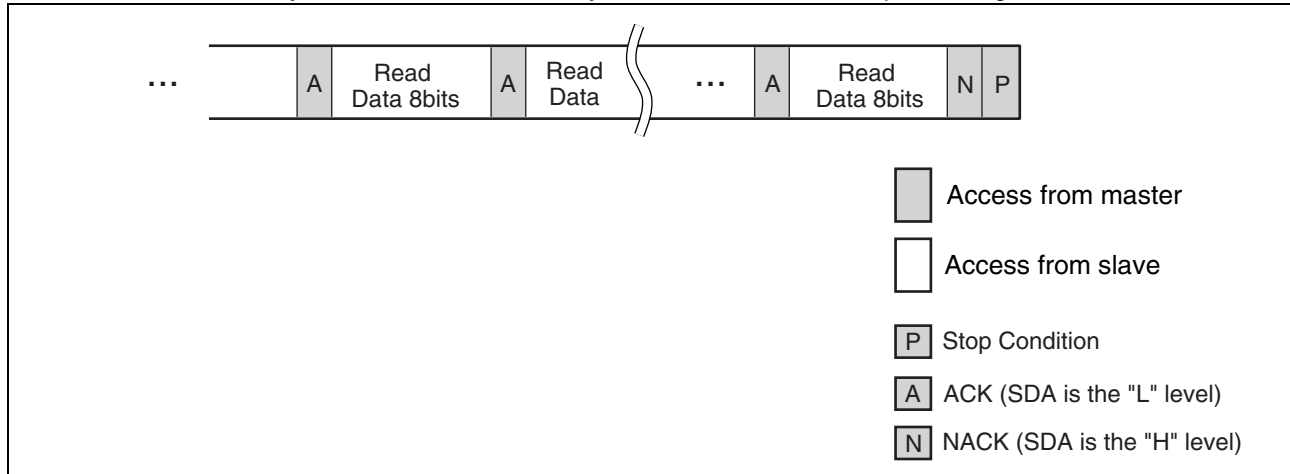 ... A Read Data 8bits A Read Data ... A Read Data 8bits N P
Access from master
Access from slave
P Stop Condition
A ACK (SDA is the "L" level)
N NACK (SDA is the "H" level)